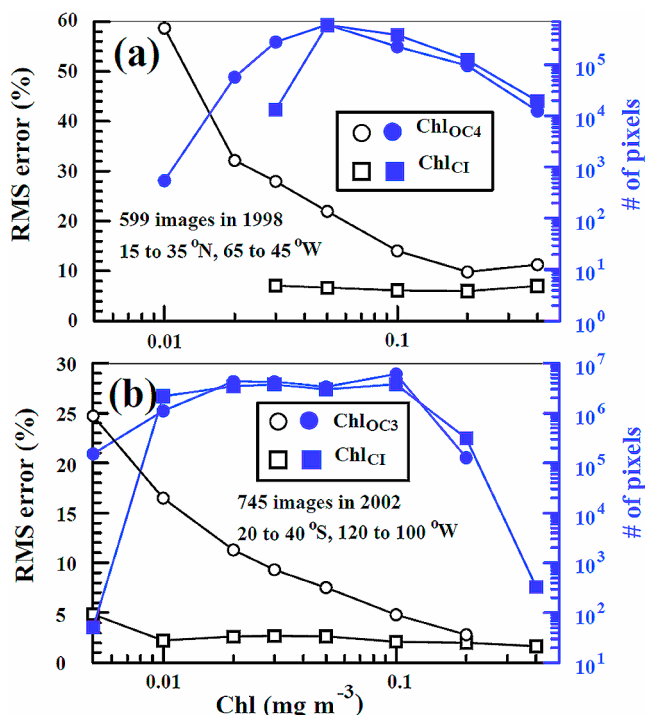 60
50
40
30
20
10
0
RMS error (%)
(a)
Chl_OC4
Chl_CI
599 images in 1998
15 to 35 °N, 65 to 45 °W
0.01
0.1
10^5
10^4
10^3
10^2
10^1
10^0
# of pixels
30
25
20
15
10
5
0
RMS error (%)
(b)
Chl_OC3
Chl_CI
745 images in 2002
20 to 40 °S, 120 to 100 °W
0.01
0.1
Chl (mg m^-3)
10^7
10^6
10^5
10^4
10^3
10^2
10^1
# of pixels